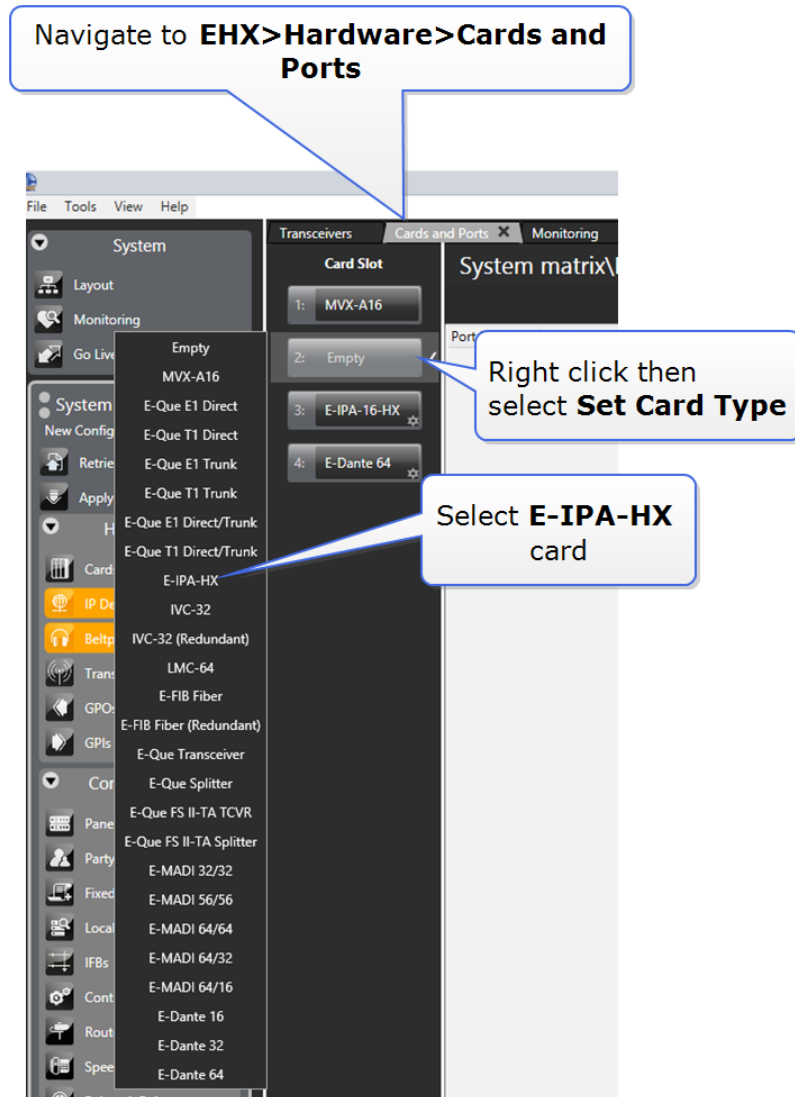 Navigate to EHX>Hardware>Cards and
Ports
File Tools View Help
System
Layout
Monitoring
Go Live
System
New Config
Retrie
Apply
H
Card
IP De
Beltp
Trans
GPO
GPIs
Con
Pane
Party
Fixed
Local
IFBs
Cont
Rout
Spee
Empty
MVX-A16
E-Que E1 Direct
E-Que T1 Direct
E-Que E1 Trunk
E-Que T1 Trunk
E-Que E1 Direct/Trunk
E-Que T1 Direct/Trunk
E-IPA-HX
IVC-32
IVC-32 (Redundant)
LMC-64
E-FIB Fiber
E-FIB Fiber (Redundant)
E-Que Transceiver
E-Que Splitter
E-Que FS II-TA TCVR
E-Que FS II-TA Splitter
E-MADI 32/32
E-MADI 56/56
E-MADI 64/64
E-MADI 64/32
E-MADI 64/16
E-Dante 16
E-Dante 32
E-Dante 64
Transceivers Cards and Ports Monitoring
Card Slot
1: MVX-A16
2: Empty
3: E-IPA-16-HX
4: E-Dante 64
System matrix\
Port
Right click then
select Set Card Type
Select E-IPA-HX
card